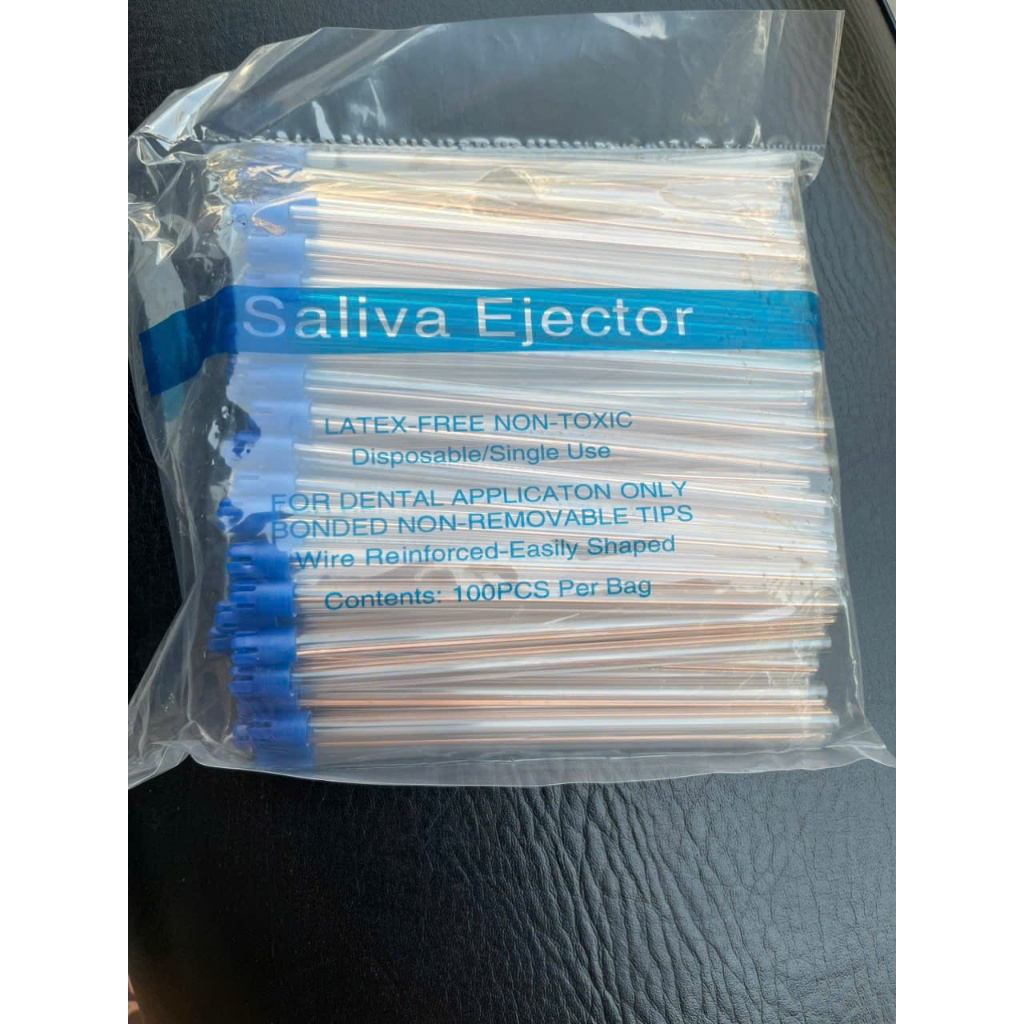 Saliva Ejector
LATEX-FREE NON-TOXIC
Disposable/Single Use
FOR DENTAL APPLICATON ONLY
BONDED NON-REMOVABLE TIPS
Wire Reinforced-Easily Shaped
Contents: 100PCS Per Bag